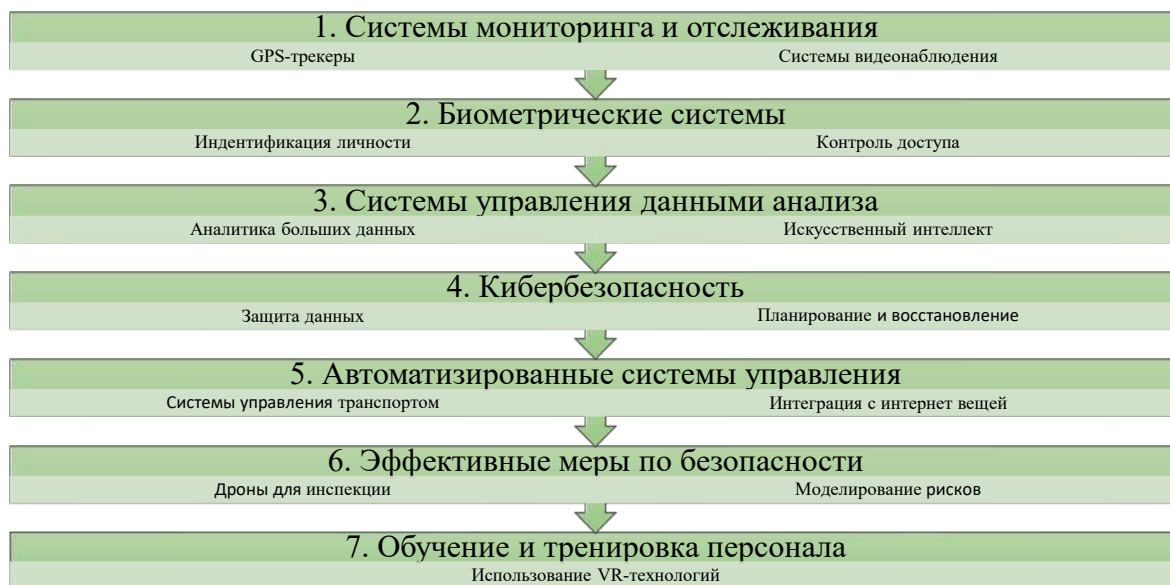 1. Системы мониторинга и отслеживания
GPS-трекеры
Системы видеонаблюдения
2. Биометрические системы
Индентификация личности
Контроль доступа
3. Системы управления данными анализа
Аналитика больших данных
Искусственный интеллект
4. Кибербезопасность
Защита данных
Планирование и восстановление
5. Автоматизированные системы управления
Системы управления транспортом
Интеграция с интернет вещей
6. Эффективные меры по безопасности
Дроны для инспекции
Моделирование рисков
7. Обучение и тренировка персонала
Использование VR-технологий